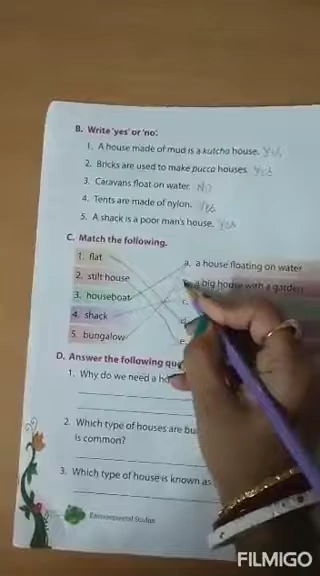 B. Write 'yes' or 'no'.
1. A house made of mud is a kutcha house. Yes
2. Bricks are used to make pucca houses. Yes
3. Caravans float on water. No
4. Tents are made of nylon. Yes
5. A shack is a poor man's house. Yes
C. Match the following.
1. flat
a. a house floating on water
2. stilt house
a big house with a garden
3. houseboat
c.
4. shack
d
5. bungalow
e.
D. Answer the following
1. Why do we need a
2. Which type of houses are
is common?
3. Which type of house is known as
Environmental Studies
FILMIGO